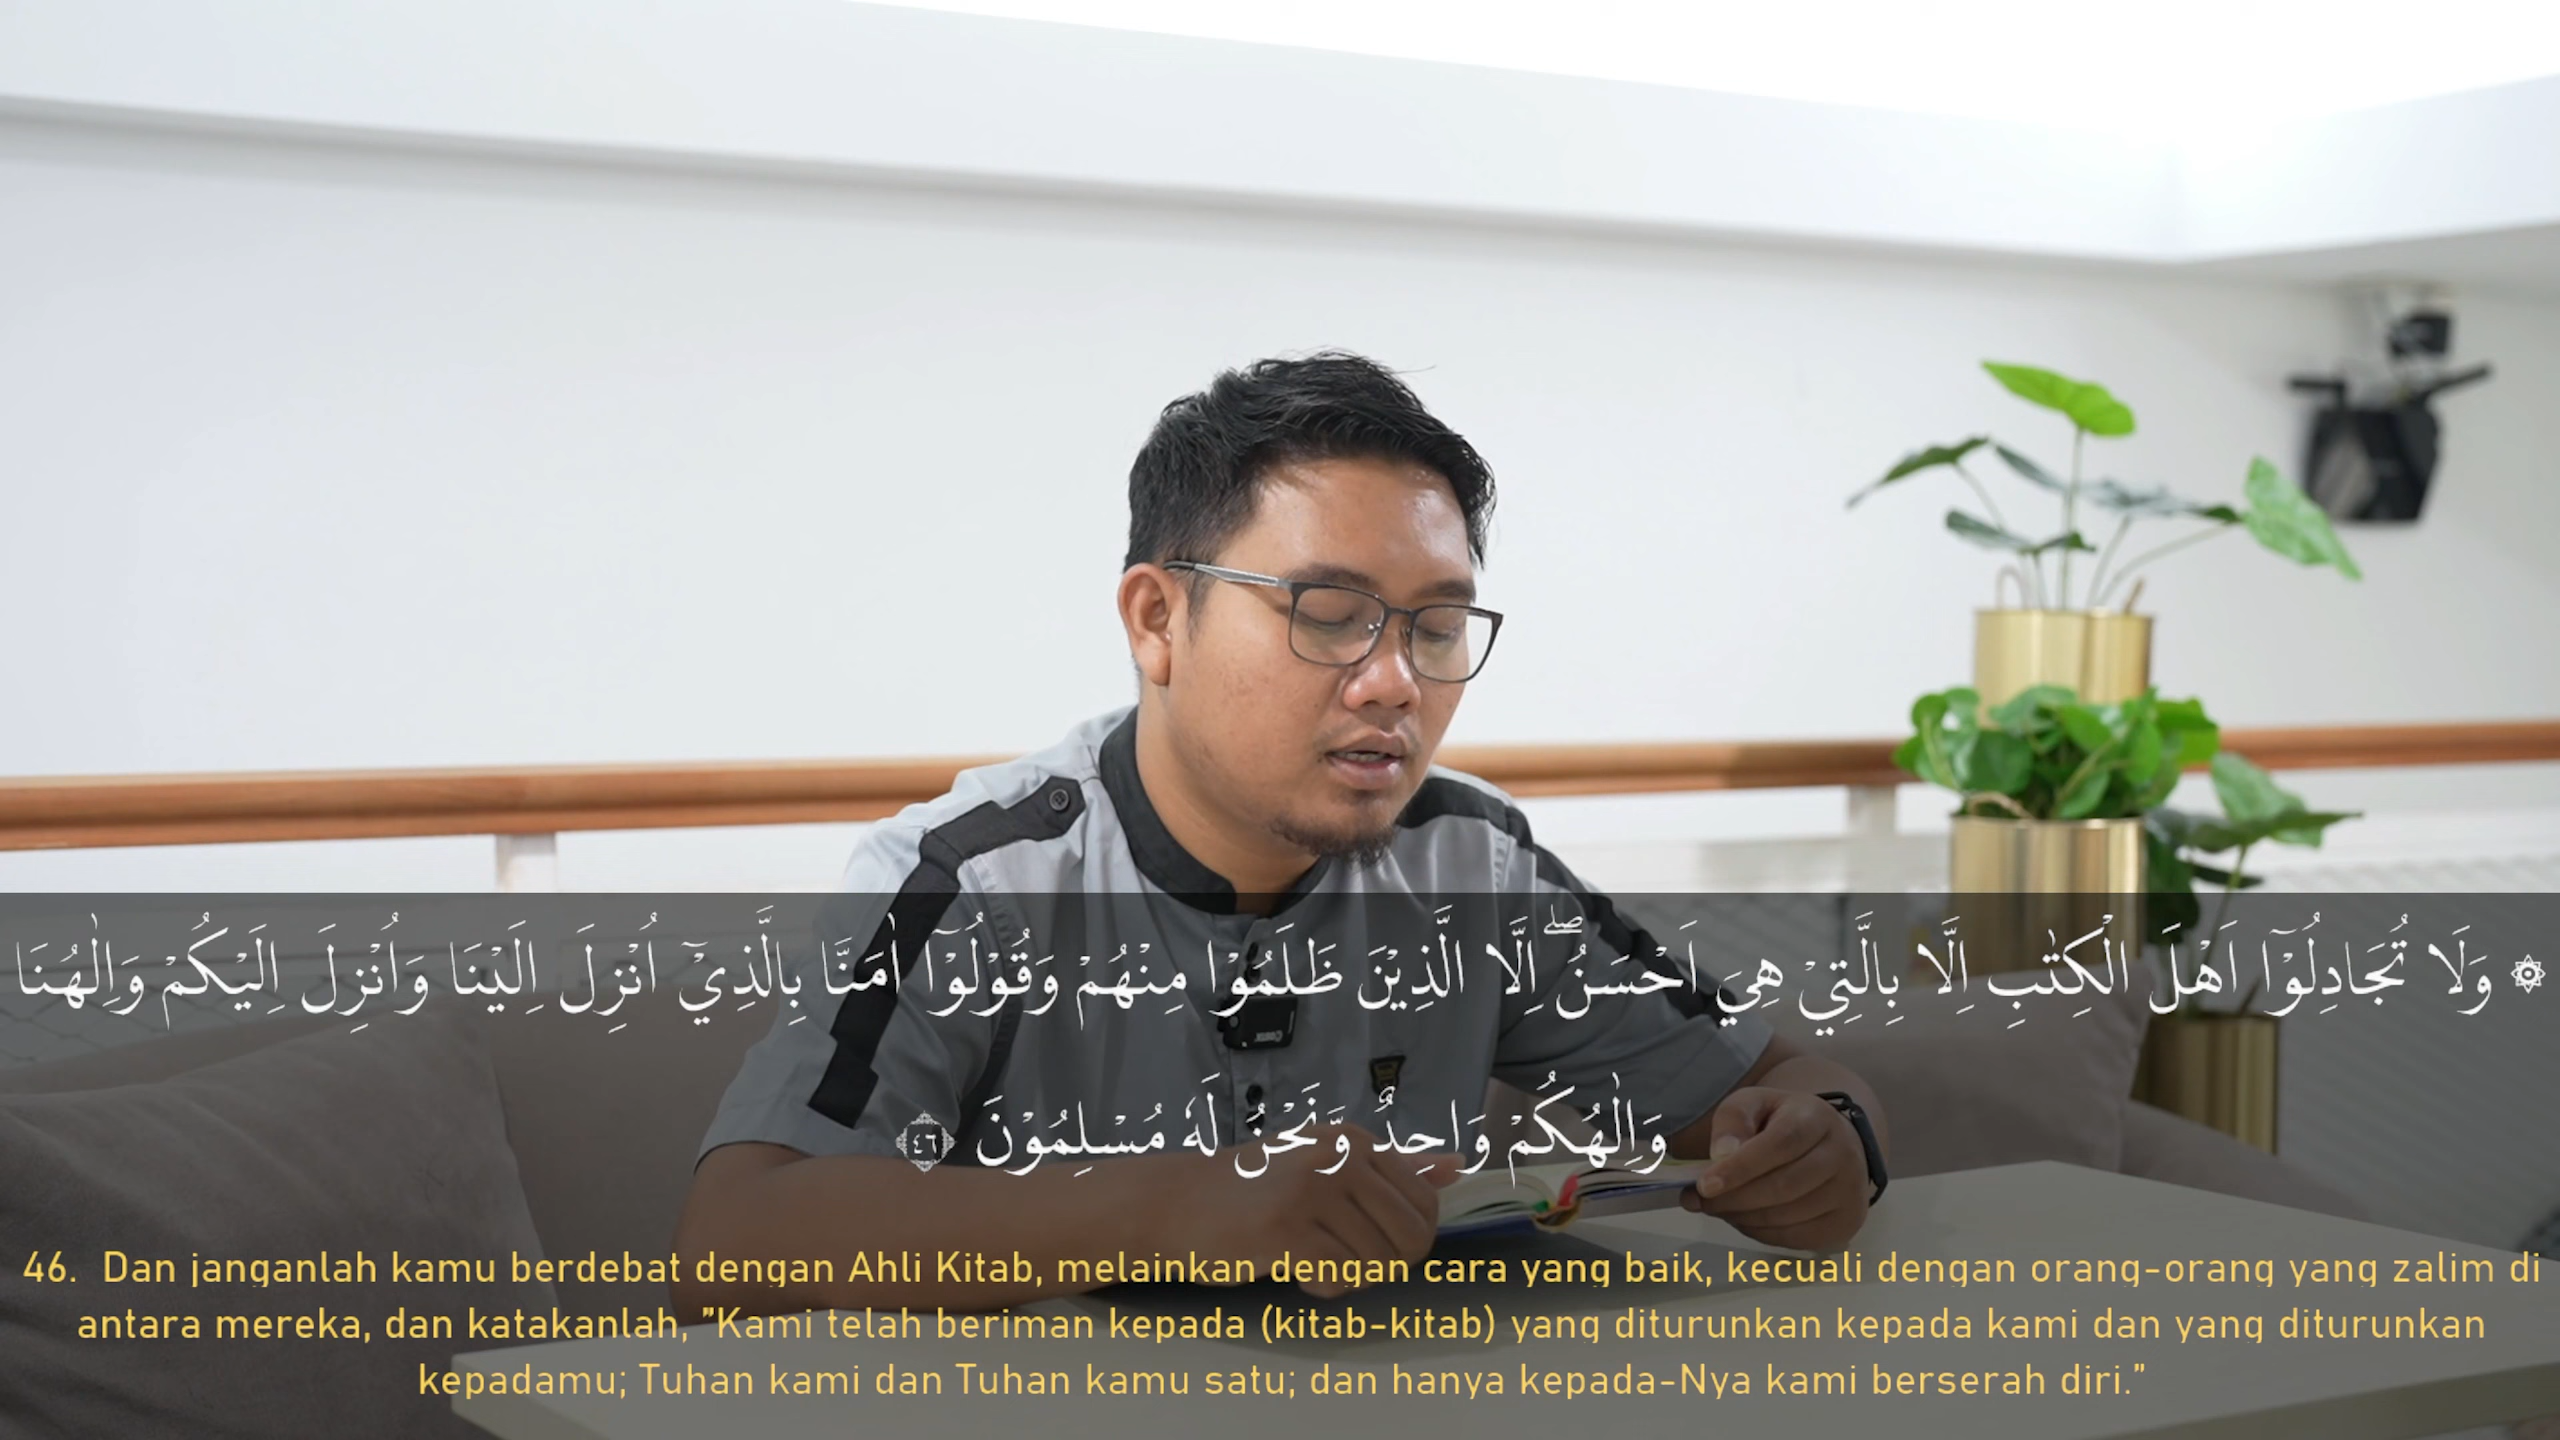 ۞ وَلَا تُجَادِلُوْٓا اَهْلَ الْكِتٰبِ اِلَّا بِالَّتِيْ هِيَ اَحْسَنُۖ اِلَّا الَّذِيْنَ ظَلَمُوْا مِنْهُمْ وَقُوْلُوْٓا اٰمَنَّا بِالَّذِيْٓ اُنْزِلَ اِلَيْنَا وَاُنْزِلَ اِلَيْكُمْ وَاِلٰهُنَا
وَاِلٰهُكُمْ وَاحِدٌ وَّنَحْنُ لَهٗ مُسْلِمُوْنَ ٤٦
46. Dan janganlah kamu berdebat dengan Ahli Kitab, melainkan dengan cara yang baik, kecuali dengan orang-orang yang zalim di
antara mereka, dan katakanlah, "Kami telah beriman kepada (kitab-kitab) yang diturunkan kepada kami dan yang diturunkan
kepadamu; Tuhan kami dan Tuhan kamu satu; dan hanya kepada-Nya kami berserah diri."